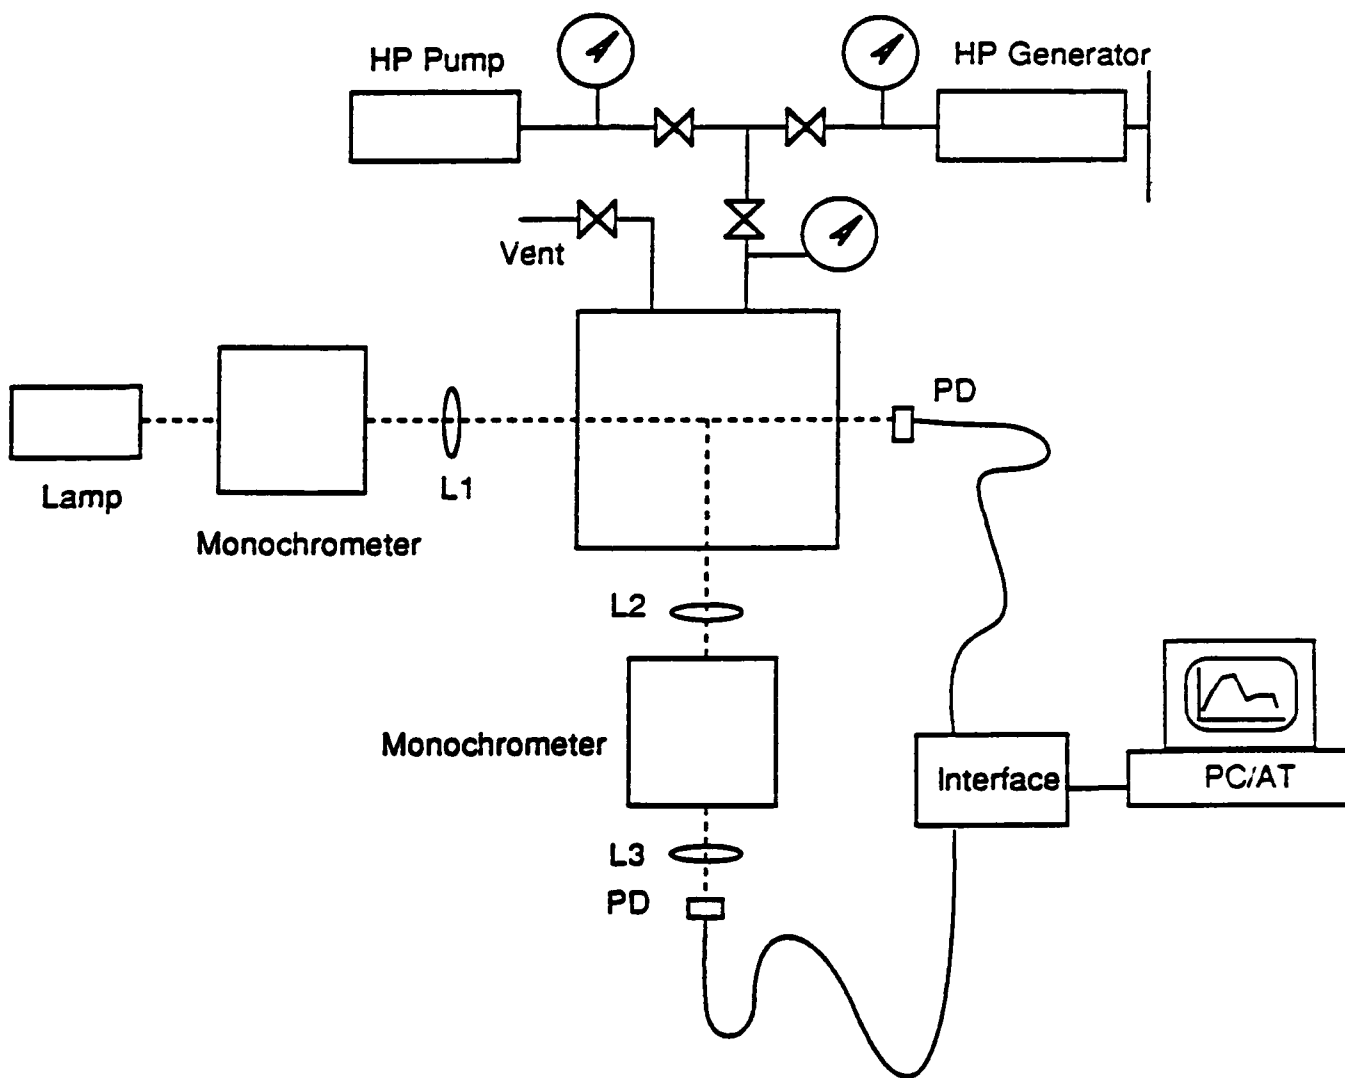 HP Pump
HP Generator
Vent
PD
Lamp
L1
Monochrometer
L2
Monochrometer
Interface
PC/AT
L3
PD